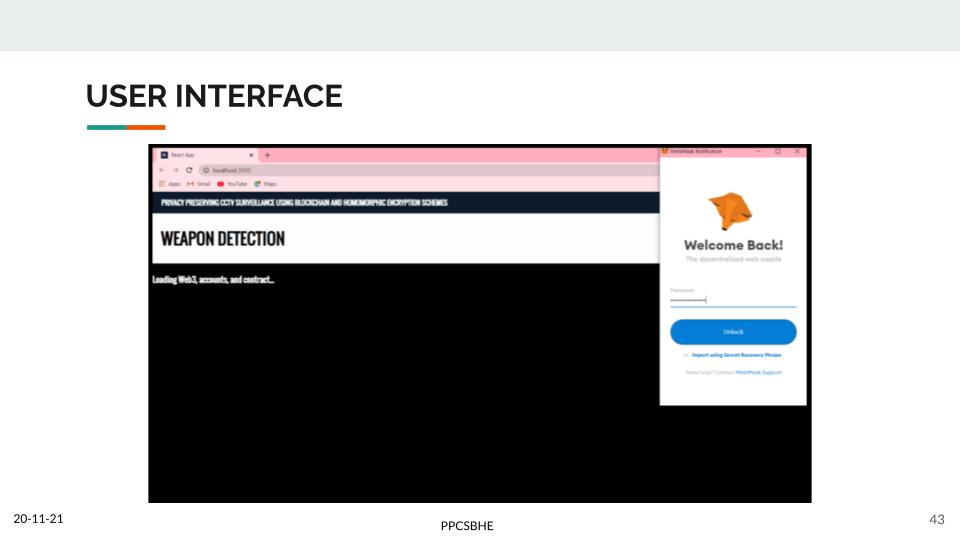 USER INTERFACE
React App
MetaMask Notification
localhost:3000
Apps Gmail YouTube Maps
PRIVACY PRESERVING CCTV SURVEILLANCE USING BLOCKCHAIN AND HOMOMORPHIC ENCRYPTION SCHEMES
WEAPON DETECTION
Loading Web3, accounts, and contract...
Welcome Back!
The decentralized web awaits
Password
Unlock
or Import using Secret Recovery Phrase
Need help? Contact MetaMask Support
20-11-21
PPCSBHE
43